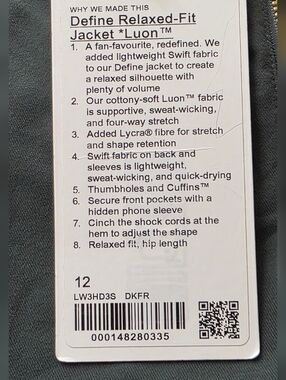 WHY WE MADE THIS
Define Relaxed-Fit
Jacket *Luon™
1. A fan-favourite, redefined. We
added lightweight Swift fabric
to our Define jacket to create
a relaxed silhouette with
plenty of volume
2. Our cottony-soft Luon™ fabric
is supportive, sweat-wicking,
and four-way stretch
3. Added Lycra® fibre for stretch
and shape retention
4. Swift fabric on back and
sleeves is lightweight,
sweat-wicking, and quick-drying
5. Thumbholes and Cuffins™
6. Secure front pockets with a
hidden phone sleeve
7. Cinch the shock cords at the
hem to adjust the shape
8. Relaxed fit, hip length
12
LW3HD3S DKFR
000148280335